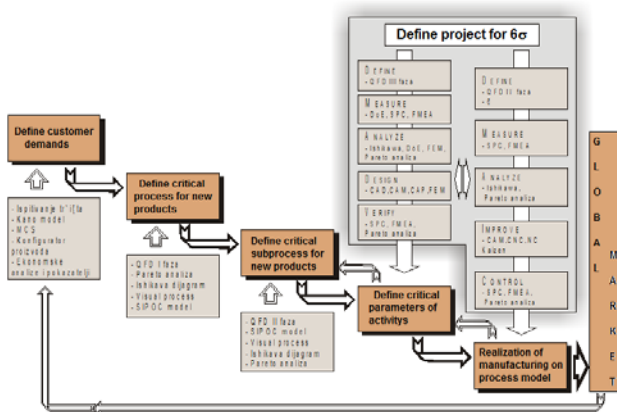 Define project for 6σ
DEFINE
- QFD III faza
MEASURE
- DoE, SPC, FMEA
ANALYZE
- Ishikawa, DoE, FEM,
Pareto analiza
DESIGN
- CAD, CAM, CAP, FEM
VERIFY
- SPC, FMEA,
Pareto analiza
DEFINE
- QFD II faza
MEASURE
- SPC, FMEA
ANALYZE
- Ishikawa,
Pareto analiza
IMPROVE
- CAM, CNC, NC
Kaizen
CONTROL
- SPC, FMEA,
Pareto analiza
GLOBAL
MARKET
Define customer
demands
- Kano model
- MCS
- Konfigurator
proizvoda
- Ekonomske
analize i pokazatelji
Define critical
process for new
products
- QFD I faza
- Pareto analiza
- Ishikawa dijagram
- Visual process
- SIPOC model
Define critical
subprocess for
new products
- QFD II faza
- SIPOC model
- Visual process
- Ishikava dijagram
- Pareto analiza
Define critical
parameters of
activitys
Realization of
manufacturing on
process model